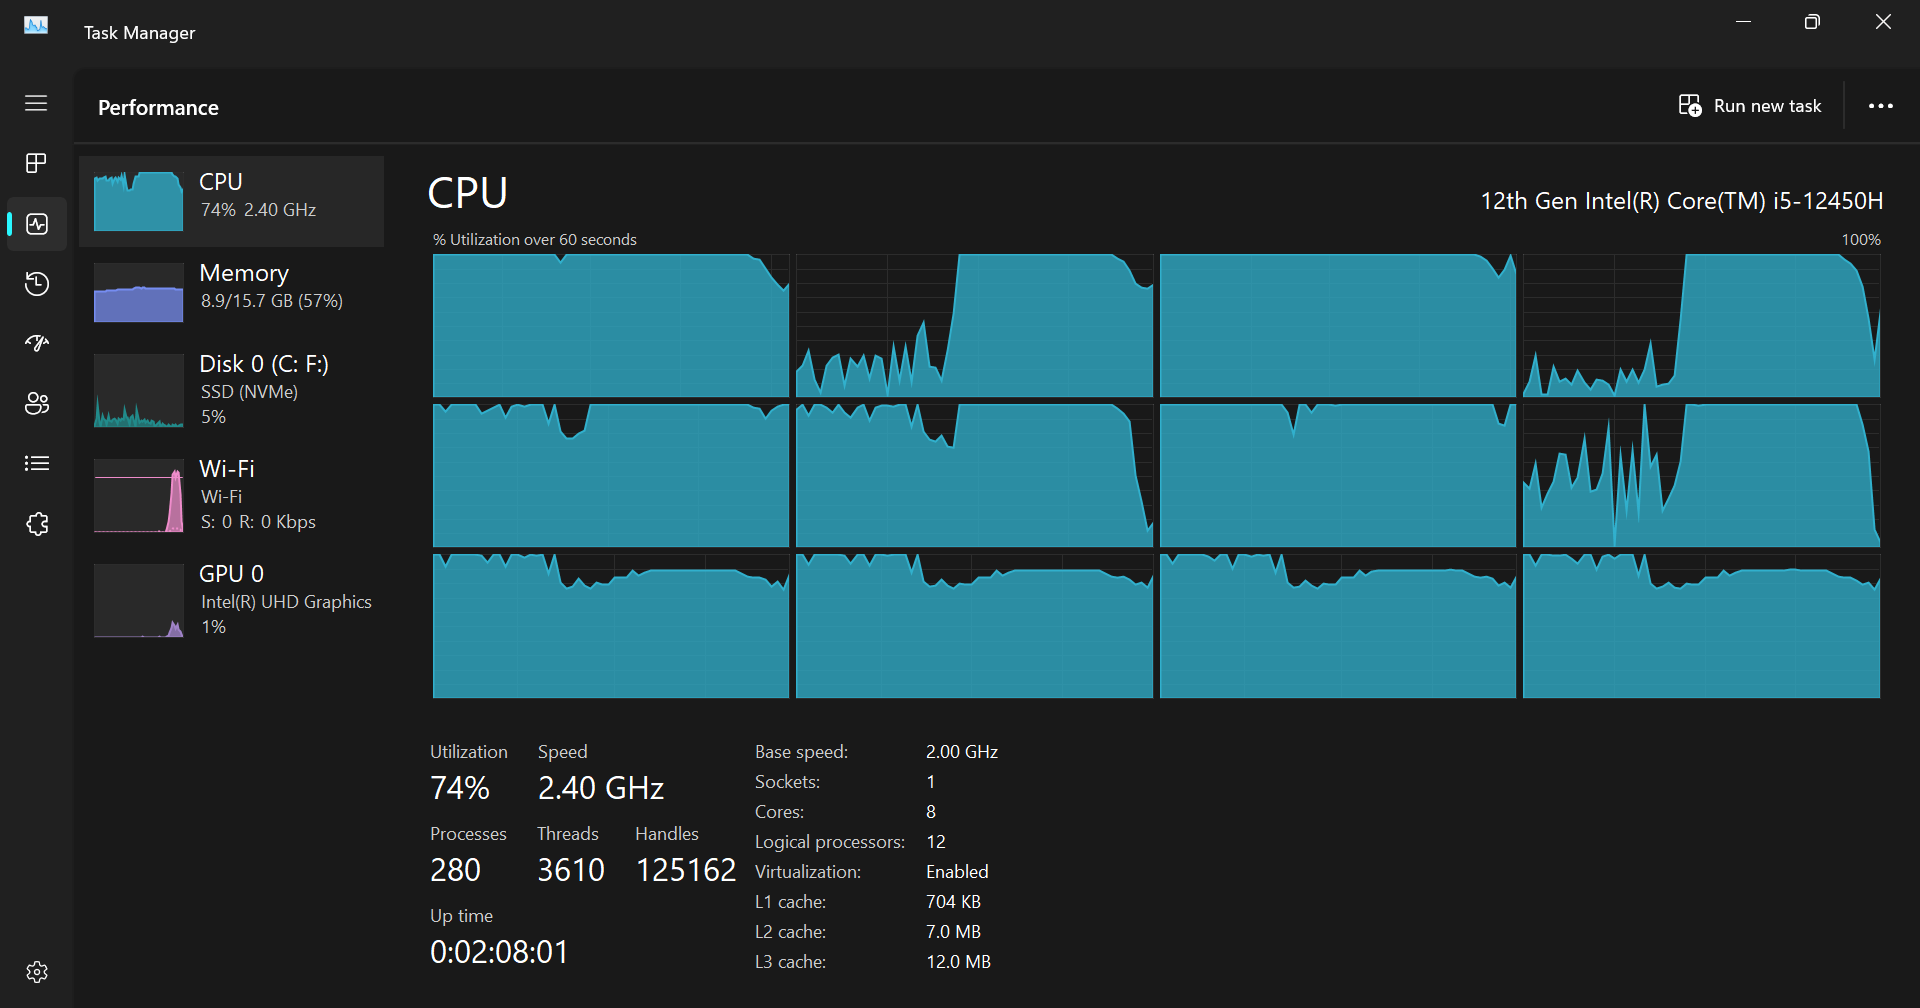 Task Manager
Performance
Run new task
CPU
74% 2.40 GHz
Memory
8.9/15.7 GB (57%)
Disk 0 (C: F:)
SSD (NVMe)
5%
Wi-Fi
Wi-Fi
S: 0 R: 0 Kbps
GPU 0
Intel(R) UHD Graphics
1%
CPU
12th Gen Intel(R) Core(TM) i5-12450H
% Utilization over 60 seconds
100%
Utilization
74%
Speed
2.40 GHz
Processes
280
Threads
3610
Handles
125162
Up time
0:02:08:01
Base speed: 2.00 GHz
Sockets: 1
Cores: 8
Logical processors: 12
Virtualization: Enabled
L1 cache: 704 KB
L2 cache: 7.0 MB
L3 cache: 12.0 MB